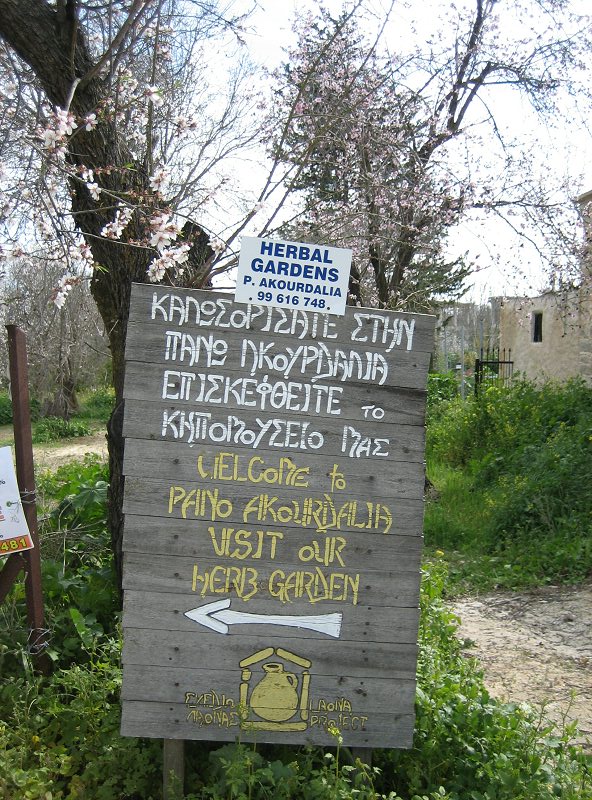 HERBAL
GARDENS
P. AKOURDALIA
. 99 616 748.
ΚΑΛΩΣΟΡΙΣΑΤΕ ΣΤΗΝ
ΠΑΝΩ ΑΚΟΥΡΔΑΛΙΑ
ΕΠΙΣΚΕΦΘΕΙΤΕ ΤΟ
ΚΗΠΟΜΟΥΣΕΙΟ ΜΑΣ
WELCOME to
PANO AKOURDALIA
VISIT OUR
HERB GARDEN
ΣΧΕΔΙΟ ΛΑΟΝΑΣ
LAONA PROJECT
481